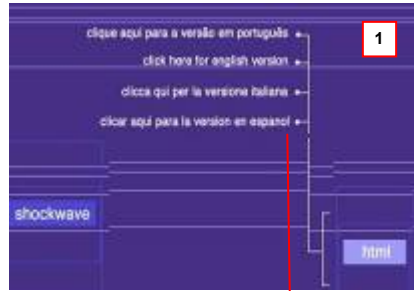 clique aqui para a versão em português
1
click here for english version
clicca qui per la versione italiana
clicar aqui para la version en espanol
shockwave
html